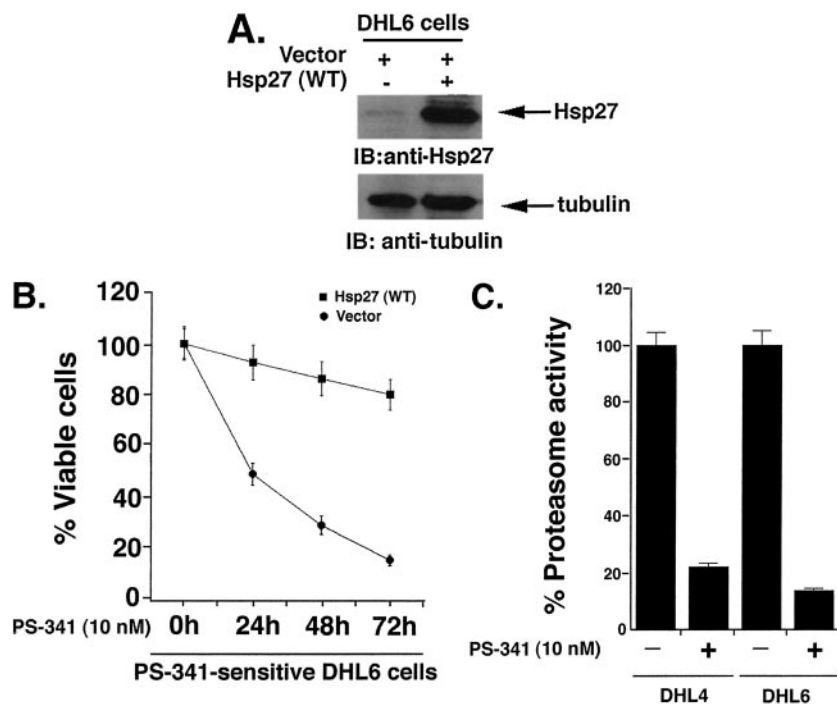 A.
DHL6 cells
Vector + +
Hsp27 (WT) - +
Hsp27
IB:anti-Hsp27
tubulin
IB: anti-tubulin
B.
120
100
80
60
40
20
0
% Viable cells
Hsp27 (WT)
Vector
PS-341 (10 nM) 0h 24h 48h 72h
PS-341-sensitive DHL6 cells
C.
120
100
80
60
40
20
0
% Proteasome activity
PS-341 (10 nM) − + − +
DHL4 DHL6